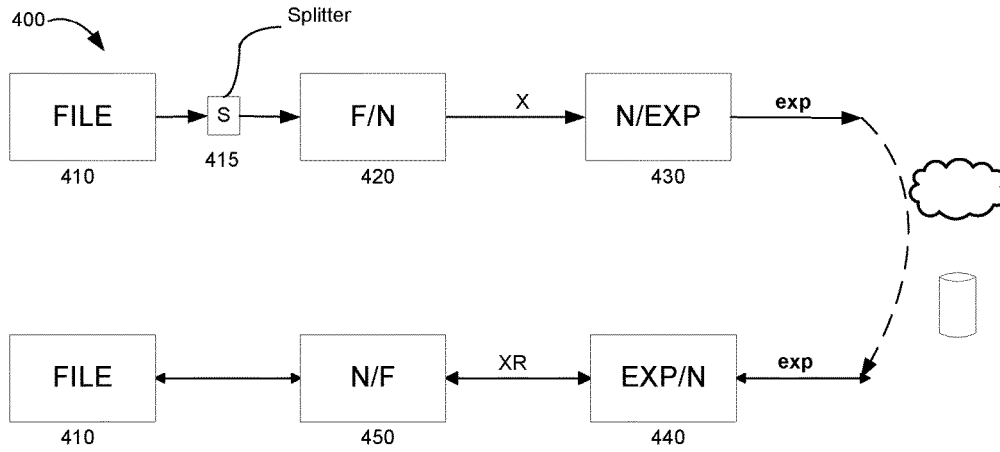 Splitter
400
FILE
S
F/N
X
N/EXP
exp
410
415
420
430
FILE
N/F
XR
EXP/N
exp
410
450
440